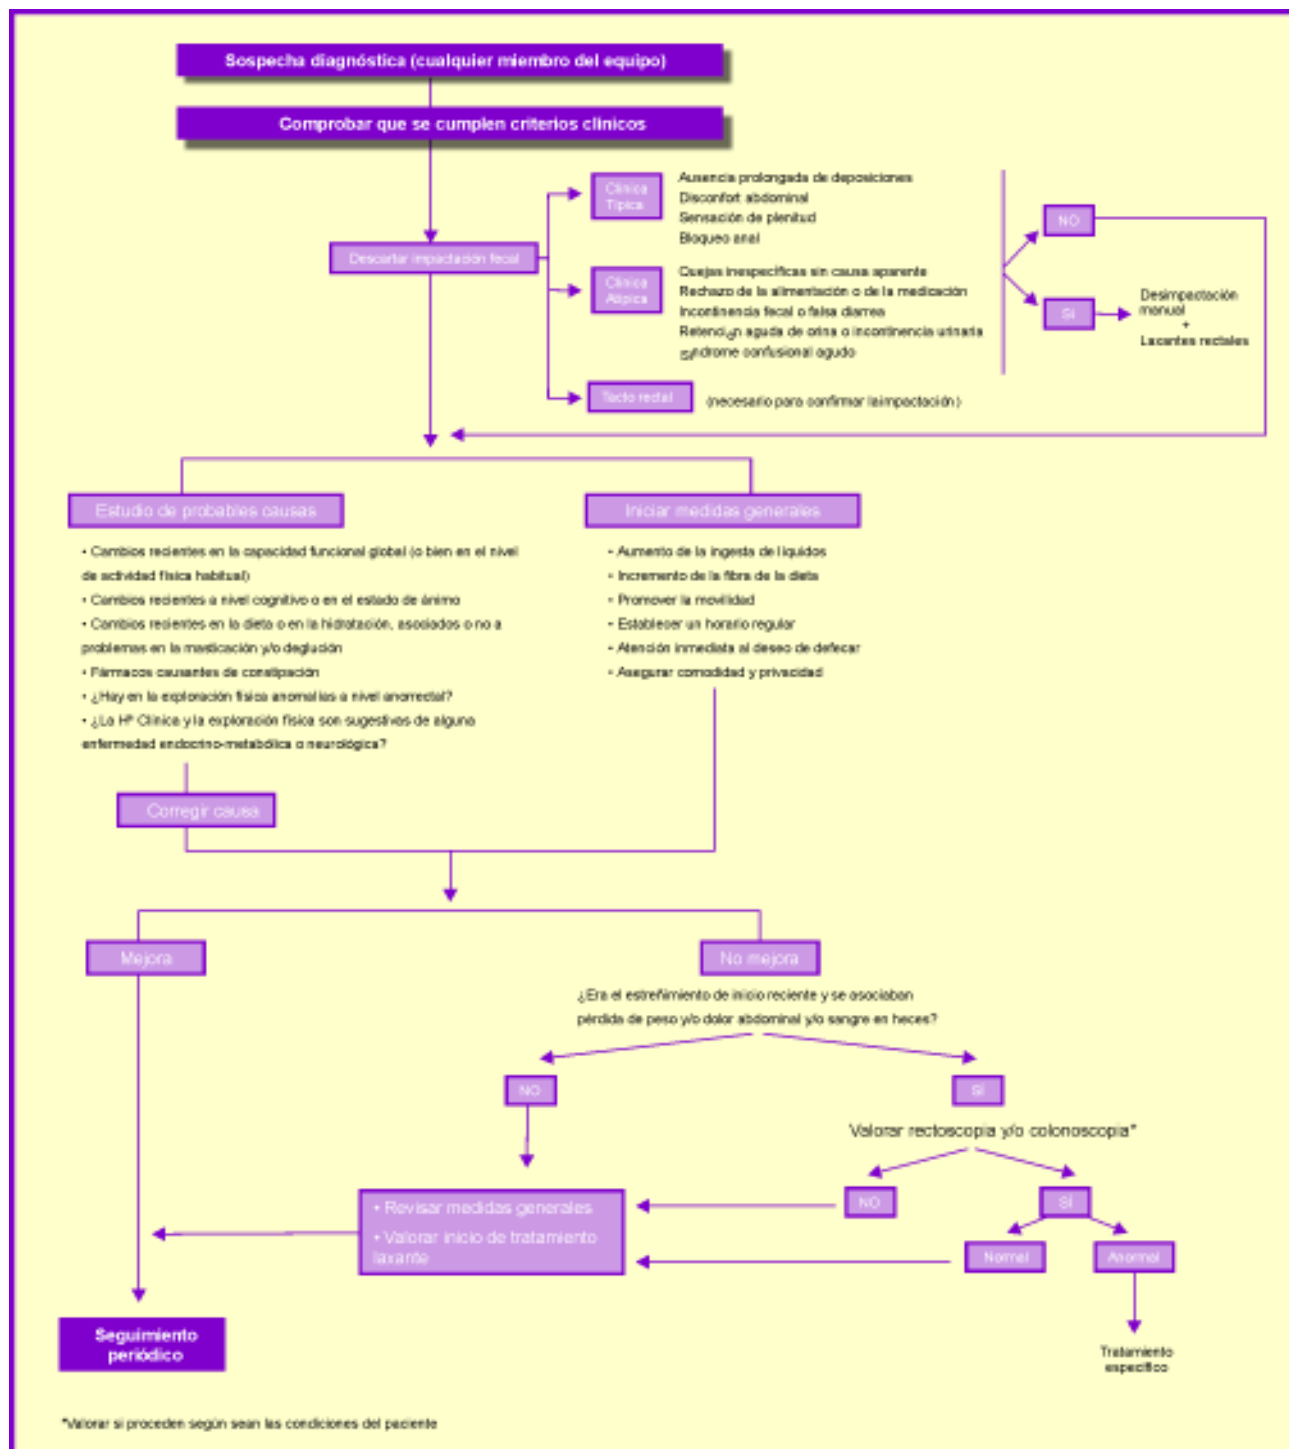 Sospecha diagnóstica (cualquier miembro del equipo)
Comprobar que se cumplen criterios clínicos
Descartar impactación fecal
Clínica
Típica
Ausencia prolongada de deposiciones
Disconfort abdominal
Sensación de plenitud
Bloqueo anal
Clínica
Atípica
Quejas inespecíficas sin causa aparente
Rechazo de la alimentación o de la medicación
Incontinencia fecal o falsa diarrea
Retención aguda de orina o incontinencia urinaria
Síndrome confusional agudo
Tacto rectal
(necesario para confirmar laimpactación)
NO
SÍ
Desimpactación
manual
+
Laxantes rectales
Estudio de probables causas
• Cambios recientes en la capacidad funcional global (o bien en el nivel
de actividad física habitual)
• Cambios recientes a nivel cognitivo o en el estado de ánimo
• Cambios recientes en la dieta o en la hidratación, asociados o no a
problemas en la masticación y/o deglución
• Fármacos causantes de constipación
• ¿Hay en la exploración física anomalías a nivel anorrectal?
• ¿La Hª Clínica y la exploración física son sugestivas de alguna
enfermedad endocrino-metabólica o neurológica?
Iniciar medidas generales
• Aumento de la ingesta de líquidos
• Incremento de la fibra de la dieta
• Promover la movilidad
• Establecer un horario regular
• Atención inmediata al deseo de defecar
• Asegurar comodidad y privacidad
Corregir causa
Mejora
No mejora
¿Era el estreñimiento de inicio reciente y se asociaban
pérdida de peso y/o dolor abdominal y/o sangre en heces?
NO
SÍ
Valorar rectoscopia y/o colonoscopia*
NO
SÍ
• Revisar medidas generales
• Valorar inicio de tratamiento
laxante
Normal
Anormal
Tratamiento
específico
Seguimiento
periódico
*Valorar si proceden según sean las condiciones del paciente